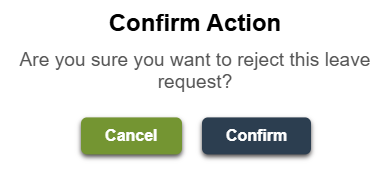 Confirm Action
Are you sure you want to reject this leave
request?
Cancel
Confirm